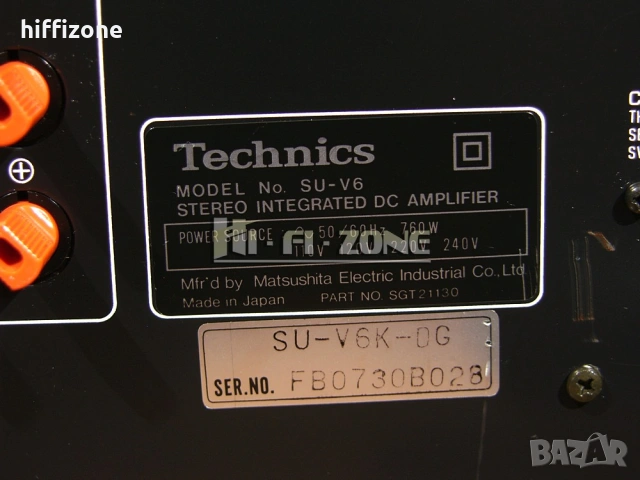 hiffizone
Technics
MODEL No. SU-V6
STEREO INTEGRATED DC AMPLIFIER
POWER SOURCE 50/60Hz 760W
110V 220V 240V
HI-FI-ZONE
Mfr'd by Matsushita Electric Industrial Co., Ltd.
Made in Japan PART NO. SGT21130
SU-V6K-DG
SER.NO. FB0730B028
BAZAR